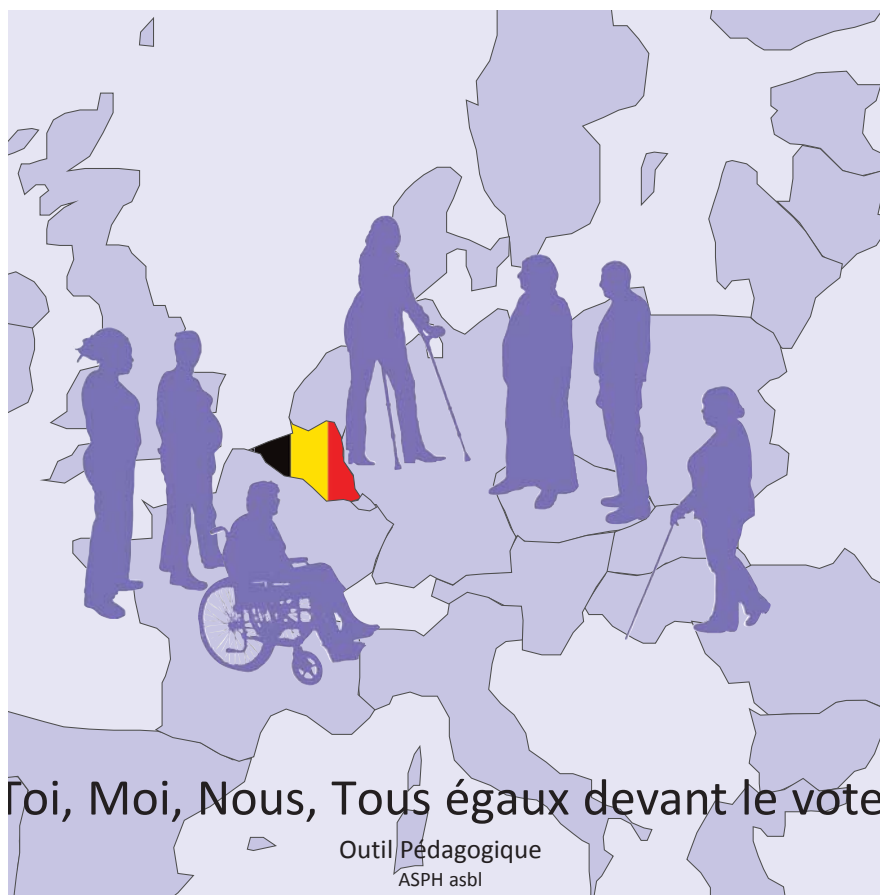 Toi, Moi, Nous, Tous égaux devant le vote
Outil Pédagogique
ASPH asbl